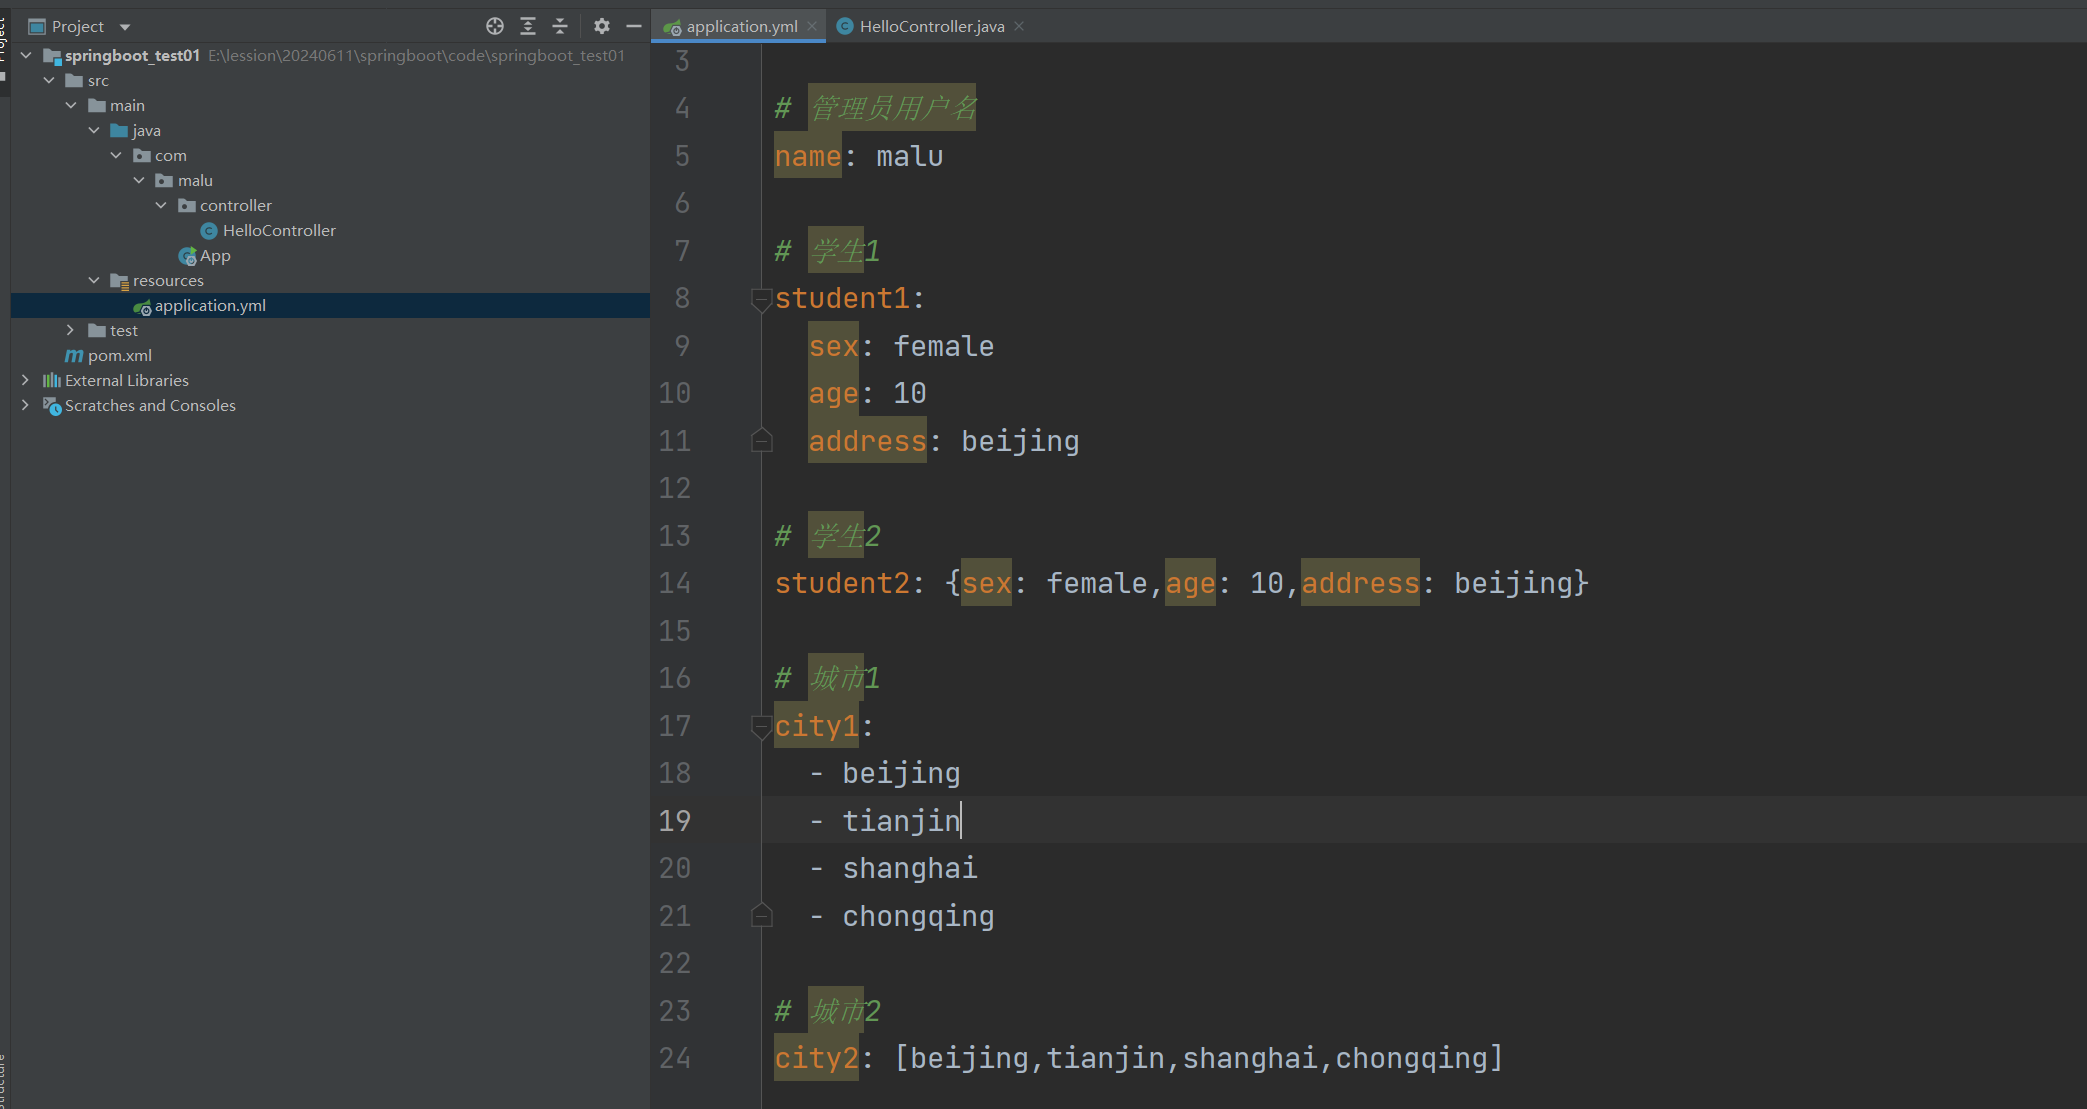 Project
application.yml
HelloController.java
springboot_test01 E:\lession\20240611\springboot\code\springboot_test01
src
main
java
com
malu
controller
HelloController
App
resources
application.yml
test
pom.xml
External Libraries
Scratches and Consoles
3
4 # 管理员用户名
5 name: malu
6
7 # 学生1
8 student1:
9 sex: female
10 age: 10
11 address: beijing
12
13 # 学生2
14 student2: {sex: female,age: 10,address: beijing}
15
16 # 城市1
17 city1:
18 - beijing
19 - tianjin
20 - shanghai
21 - chongqing
22
23 # 城市2
24 city2: [beijing,tianjin,shanghai,chongqing]